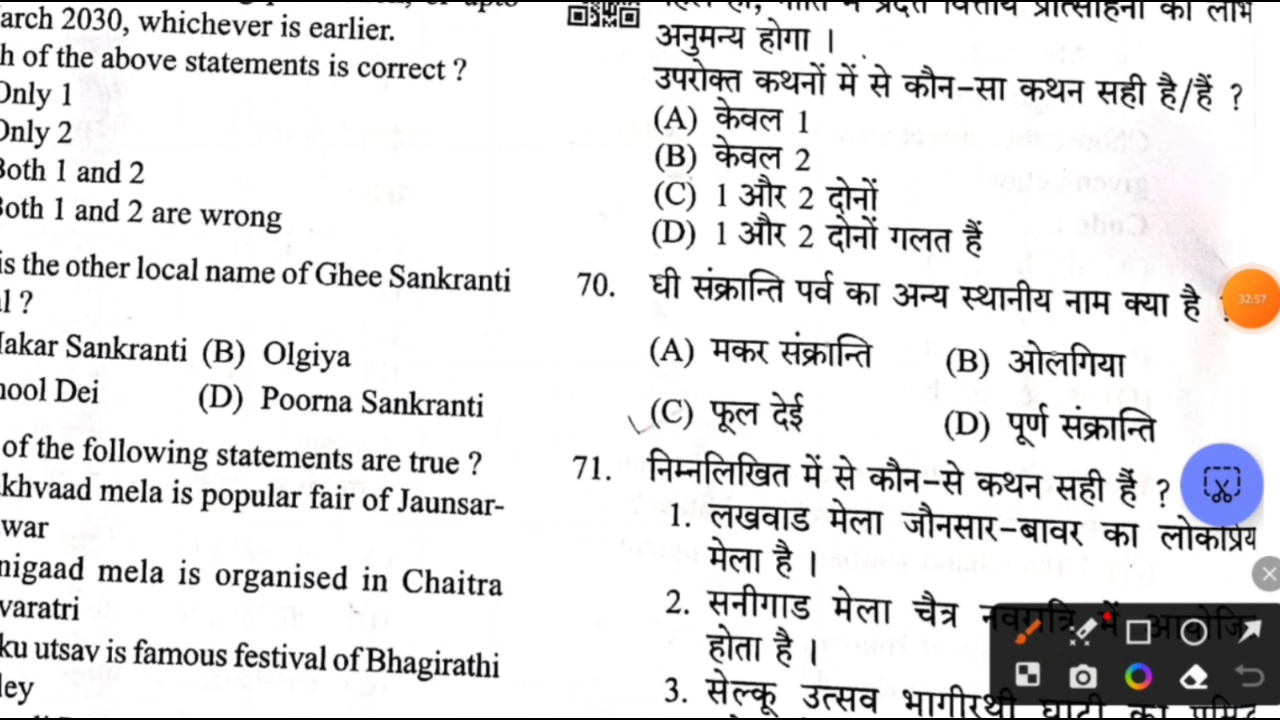 arch 2030, whichever is earlier.
h of the above statements is correct ?
Only 1
Only 2
Both 1 and 2
Both 1 and 2 are wrong
is the other local name of Ghee Sankranti
l ?
Makar Sankranti (B) Olgiya
hool Dei (D) Poorna Sankranti
of the following statements are true ?
khvaad mela is popular fair of Jaunsar-
war
nigaad mela is organised in Chaitra
varatri
ku utsav is famous festival of Bhagirathi
ley
अनुमन्य होगा ।
उपरोक्त कथनों में से कौन-सा कथन सही है/हैं ?
(A) केवल 1
(B) केवल 2
(C) 1 और 2 दोनों
(D) 1 और 2 दोनों गलत हैं
70. घी संक्रान्ति पर्व का अन्य स्थानीय नाम क्या है ?
(A) मकर संक्रान्ति (B) ओलगिया
(C) फूल देई (D) पूर्ण संक्रान्ति
71. निम्नलिखित में से कौन-से कथन सही हैं ?
1. लखवाड मेला जौनसार-बावर का लोकप्रिय
मेला है ।
2. सनीगाड मेला चैत्र नवरात्रि में
होता है ।
3. सेल्कू उत्सव भागीरथी घाटी का
32:57